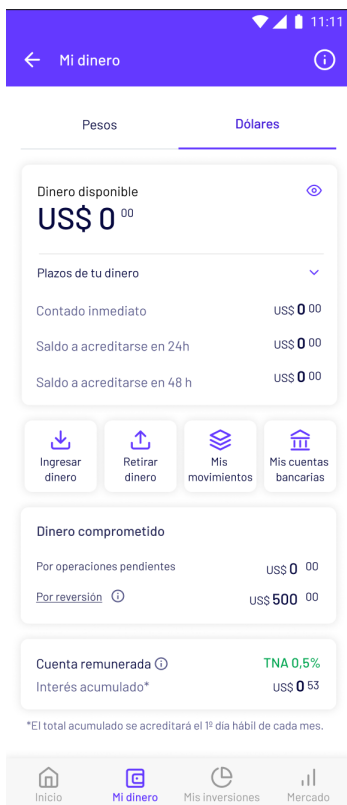 11:11
Mi dinero
Pesos Dólares
Dinero disponible
US$ 0 00
Plazos de tu dinero
Contado inmediato US$ 0 00
Saldo a acreditarse en 24h US$ 0 00
Saldo a acreditarse en 48 h US$ 0 00
Ingresar dinero
Retirar dinero
Mis movimientos
Mis cuentas bancarias
Dinero comprometido
Por operaciones pendientes US$ 0 00
Por reversión US$ 500 00
Cuenta remunerada TNA 0,5%
Interés acumulado* US$ 0 53
*El total acumulado se acreditará el 1º día hábil de cada mes.
Inicio Mi dinero Mis inversiones Mercado